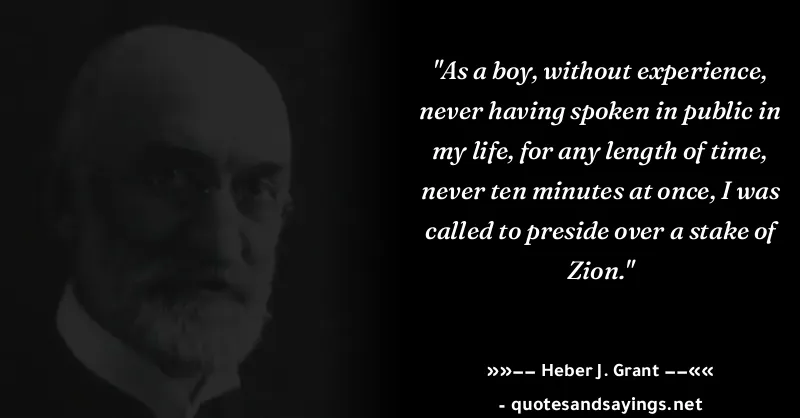 "As a boy, without experience,
never having spoken in public in
my life, for any length of time,
never ten minutes at once, I was
called to preside over a stake of
Zion."
»»−− Heber J. Grant −−««
- quotesandsayings.net